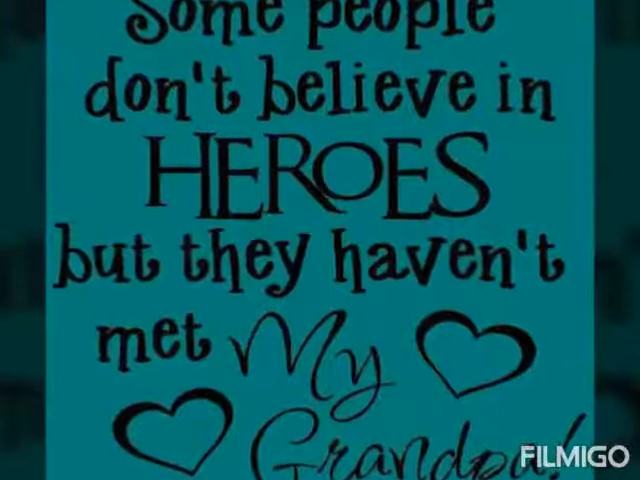 Some people
don't believe in
HEROES
but they haven't
met My
Grandpa!
FILMIGO